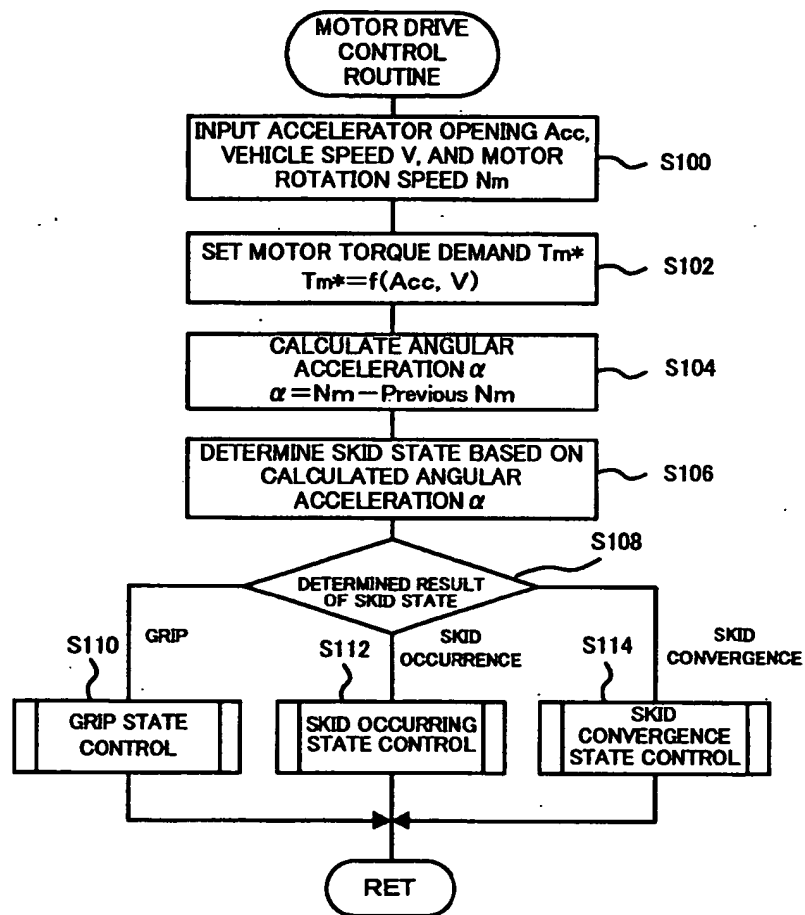 MOTOR DRIVE
CONTROL
ROUTINE
INPUT ACCELERATOR OPENING Acc,
VEHICLE SPEED V, AND MOTOR
ROTATION SPEED Nm
S100
SET MOTOR TORQUE DEMAND Tm*
Tm*=f(Acc, V)
S102
CALCULATE ANGULAR
ACCELERATION α
α=Nm-Previous Nm
S104
DETERMINE SKID STATE BASED ON
CALCULATED ANGULAR
ACCELERATION α
S106
S108
DETERMINED RESULT
OF SKID STATE
GRIP
SKID
OCCURRENCE
SKID
CONVERGENCE
S110
S112
S114
GRIP STATE
CONTROL
SKID OCCURRING
STATE CONTROL
SKID
CONVERGENCE
STATE CONTROL
RET